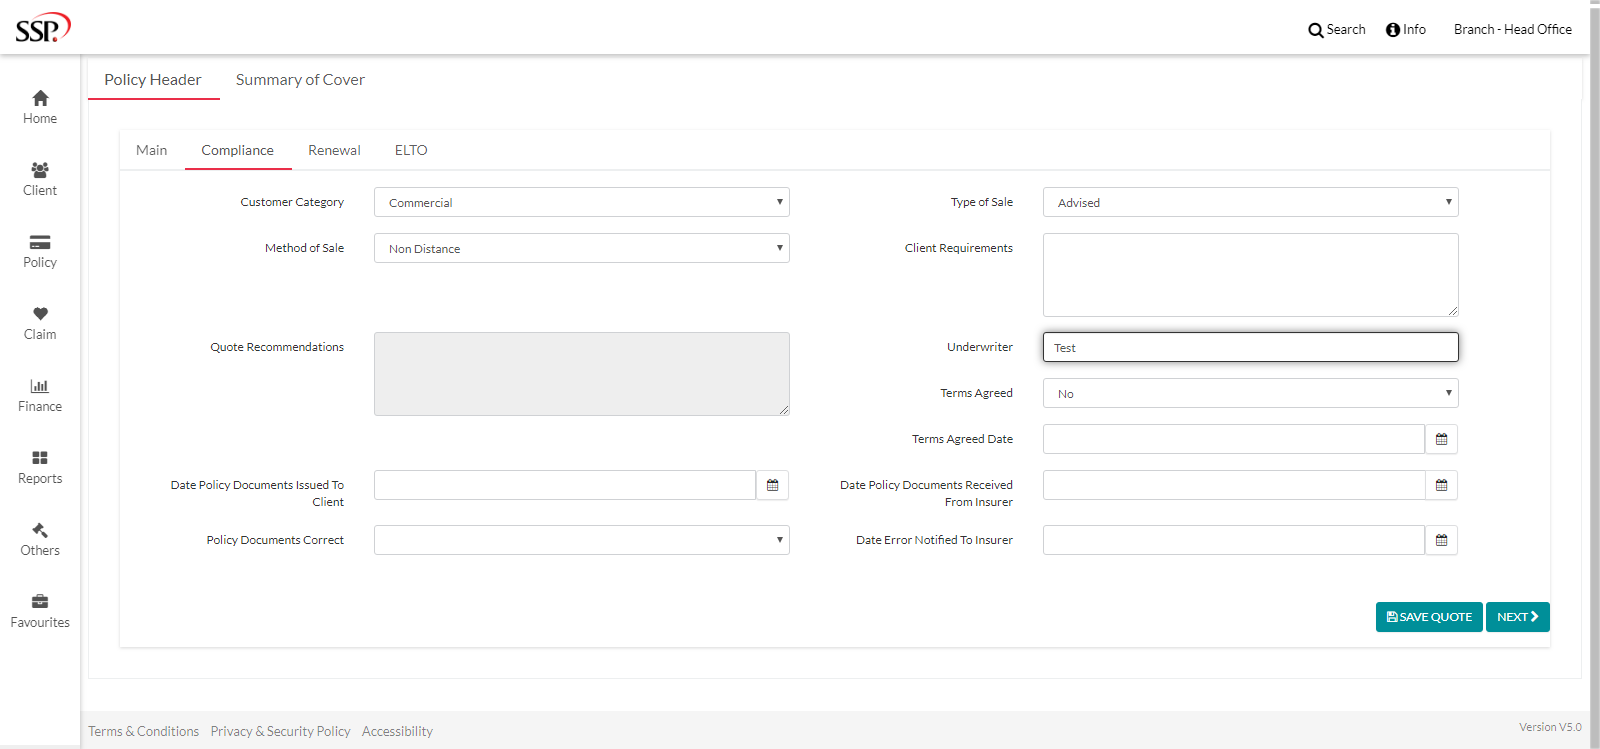 SSP.
Search
Info
Branch - Head Office
Home
Client
Policy
Claim
Finance
Reports
Others
Favourites
Policy Header
Summary of Cover
Main
Compliance
Renewal
ELTO
Customer Category
Commercial
Type of Sale
Advised
Method of Sale
Non Distance
Client Requirements
Quote Recommendations
Underwriter
Test
Terms Agreed
No
Terms Agreed Date
Date Policy Documents Issued To
Client
Date Policy Documents Received
From Insurer
Policy Documents Correct
Date Error Notified To Insurer
SAVE QUOTE
NEXT
Terms & Conditions
Privacy & Security Policy
Accessibility
Version V5.0